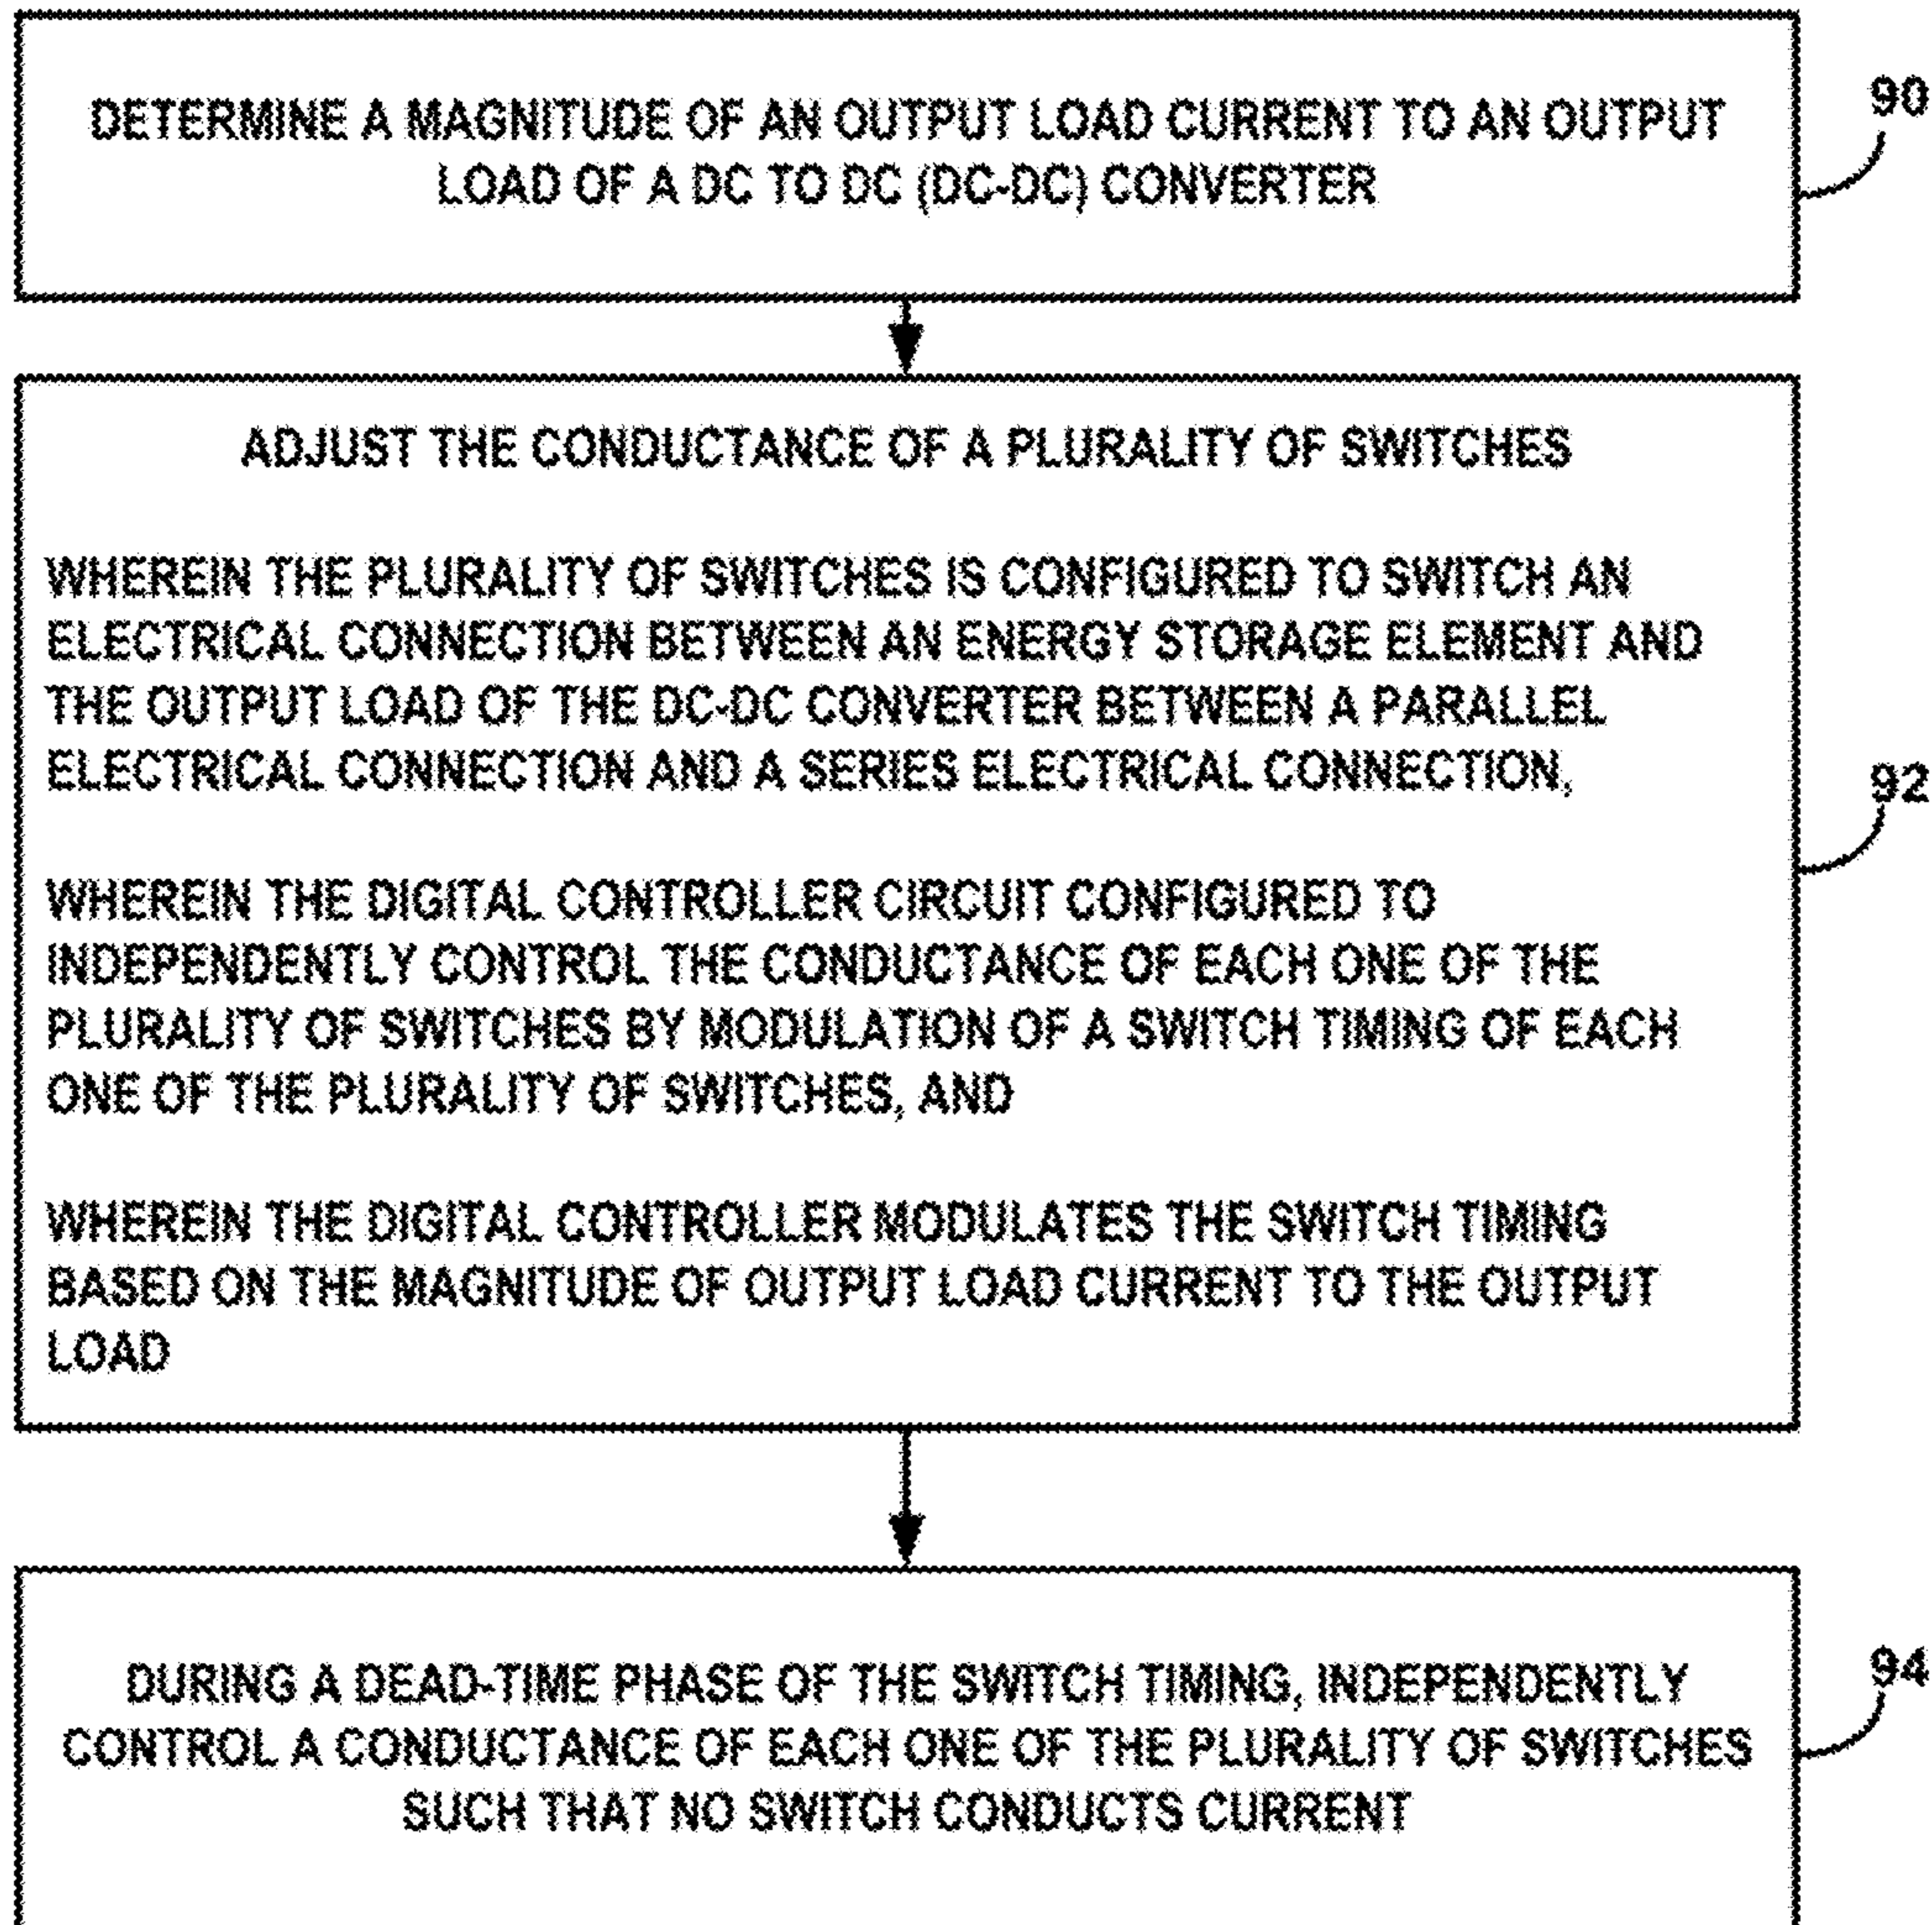 DETERMINE A MAGNITUDE OF AN OUTPUT LOAD CURRENT TO AN OUTPUT
LOAD OF A DC TO DC (DC-DC) CONVERTER
90
ADJUST THE CONDUCTANCE OF A PLURALITY OF SWITCHES
WHEREIN THE PLURALITY OF SWITCHES IS CONFIGURED TO SWITCH AN
ELECTRICAL CONNECTION BETWEEN AN ENERGY STORAGE ELEMENT AND
THE OUTPUT LOAD OF THE DC-DC CONVERTER BETWEEN A PARALLEL
ELECTRICAL CONNECTION AND A SERIES ELECTRICAL CONNECTION,
92
WHEREIN THE DIGITAL CONTROLLER CIRCUIT CONFIGURED TO
INDEPENDENTLY CONTROL THE CONDUCTANCE OF EACH ONE OF THE
PLURALITY OF SWITCHES BY MODULATION OF A SWITCH TIMING OF EACH
ONE OF THE PLURALITY OF SWITCHES, AND
WHEREIN THE DIGITAL CONTROLLER MODULATES THE SWITCH TIMING
BASED ON THE MAGNITUDE OF OUTPUT LOAD CURRENT TO THE OUTPUT
LOAD
DURING A DEAD-TIME PHASE OF THE SWITCH TIMING, INDEPENDENTLY
CONTROL A CONDUCTANCE OF EACH ONE OF THE PLURALITY OF SWITCHES
SUCH THAT NO SWITCH CONDUCTS CURRENT
94